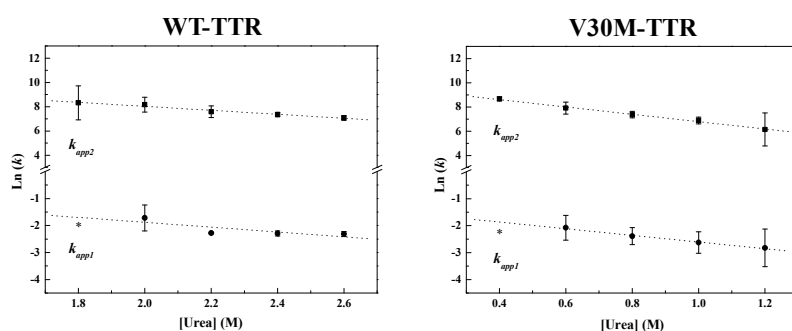 WT-TTR
Ln (k)
14
12
10
8
6
4
-1
-2
-3
-4
k_app2
*
k_app1
1.8 2.0 2.2 2.4 2.6
[Urea] (M)
V30M-TTR
Ln (k)
14
12
10
8
6
4
-1
-2
-3
-4
k_app2
*
k_app1
0.4 0.6 0.8 1.0 1.2
[Urea] (M)